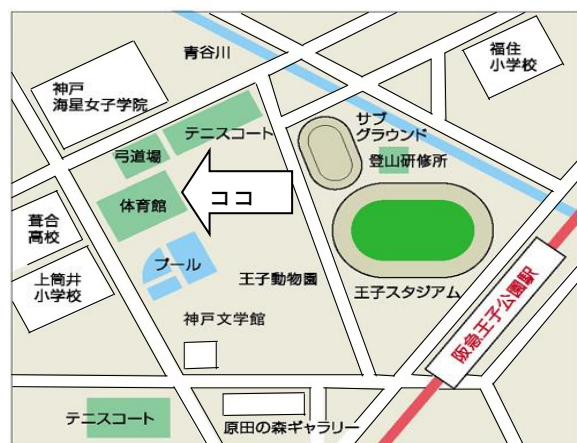 青谷川
福住
小学校
神戸
海星女子学院
サブ
グラウンド
テニスコート
弓道場
登山研修所
体育館
ココ
葺合
高校
プール
上筒井
小学校
王子動物園
王子スタジアム
阪急王子公園駅
神戸文学館
テニスコート
原田の森ギャラリー